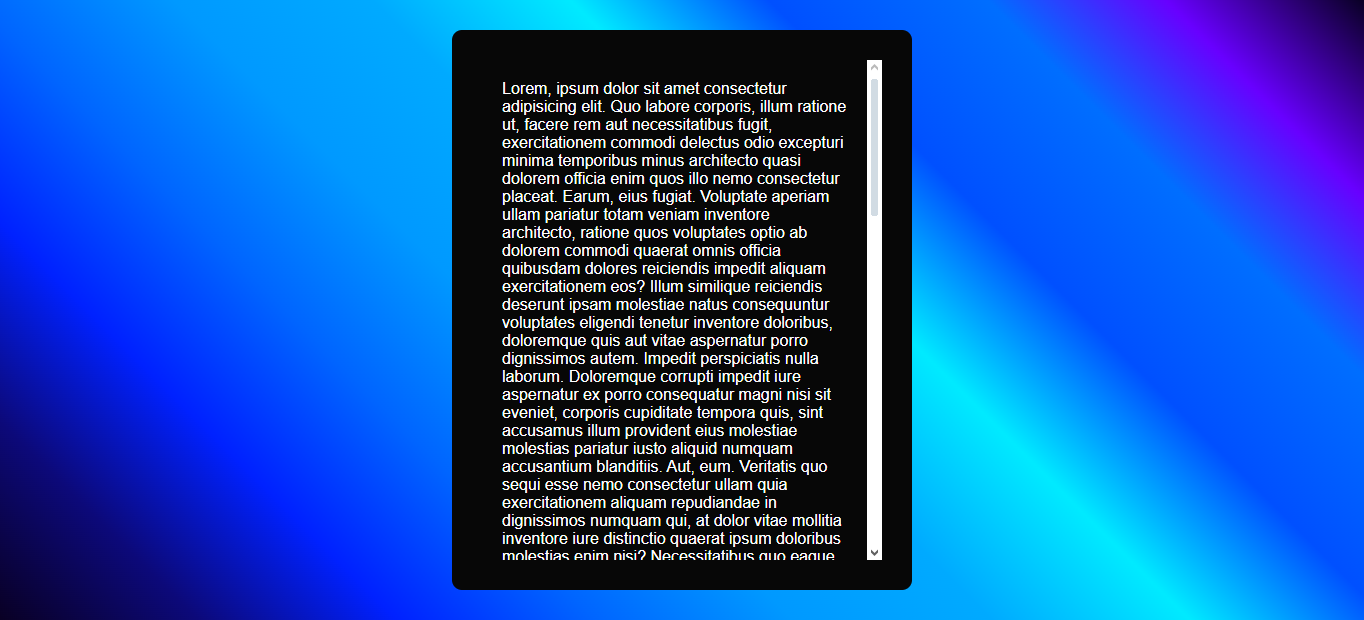 Lorem, ipsum dolor sit amet consectetur
adipisicing elit. Quo labore corporis, illum ratione
ut, facere rem aut necessitatibus fugit,
exercitationem commodi delectus odio excepturi
minima temporibus minus architecto quasi
dolorem officia enim quos illo nemo consectetur
placeat. Earum, eius fugiat. Voluptate aperiam
ullam pariatur totam veniam inventore
architecto, ratione quos voluptates optio ab
dolorem commodi quaerat omnis officia
quibusdam dolores reiciendis impedit aliquam
exercitationem eos? Illum similique reiciendis
deserunt ipsam molestiae natus consequuntur
voluptates eligendi tenetur inventore doloribus,
doloremque quis aut vitae aspernatur porro
dignissimos autem. Impedit perspiciatis nulla
laborum. Doloremque corrupti impedit iure
aspernatur ex porro consequatur magni nisi sit
eveniet, corporis cupiditate tempora quis, sint
accusamus illum provident eius molestiae
molestias pariatur iusto aliquid numquam
accusantium blanditiis. Aut, eum. Veritatis quo
sequi esse nemo consectetur ullam quia
exercitationem aliquam repudiandae in
dignissimos numquam qui, at dolor vitae mollitia
inventore iure distinctio quaerat ipsum doloribus
molestias enim nisi? Necessitatibus quo eaque